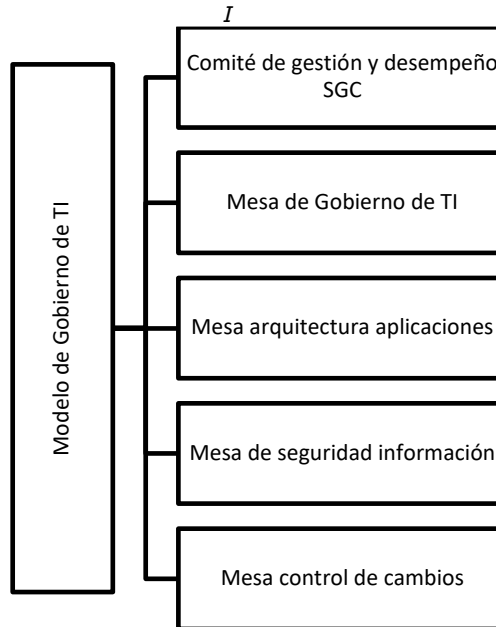 I
Comité de gestión y desempeño
SGC
Modelo de Gobierno de TI
Mesa de Gobierno de TI
Mesa arquitectura aplicaciones
Mesa de seguridad información
Mesa control de cambios